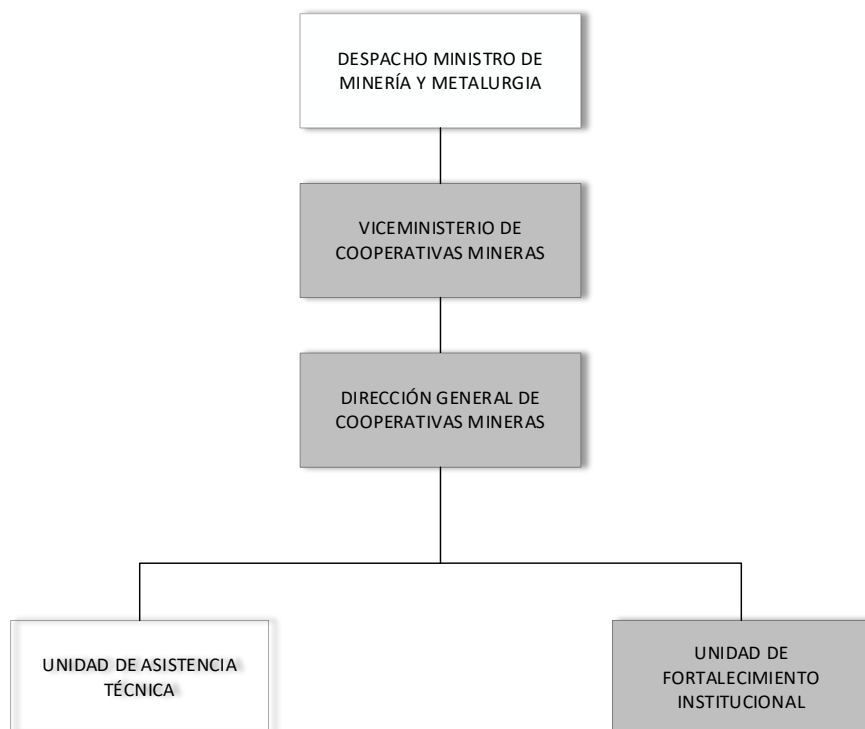 DESPACHO MINISTRO DE
MINERÍA Y METALURGIA
VICEMINISTERIO DE
COOPERATIVAS MINERAS
DIRECCIÓN GENERAL DE
COOPERATIVAS MINERAS
UNIDAD DE ASISTENCIA
TÉCNICA
UNIDAD DE
FORTALECIMIENTO
INSTITUCIONAL